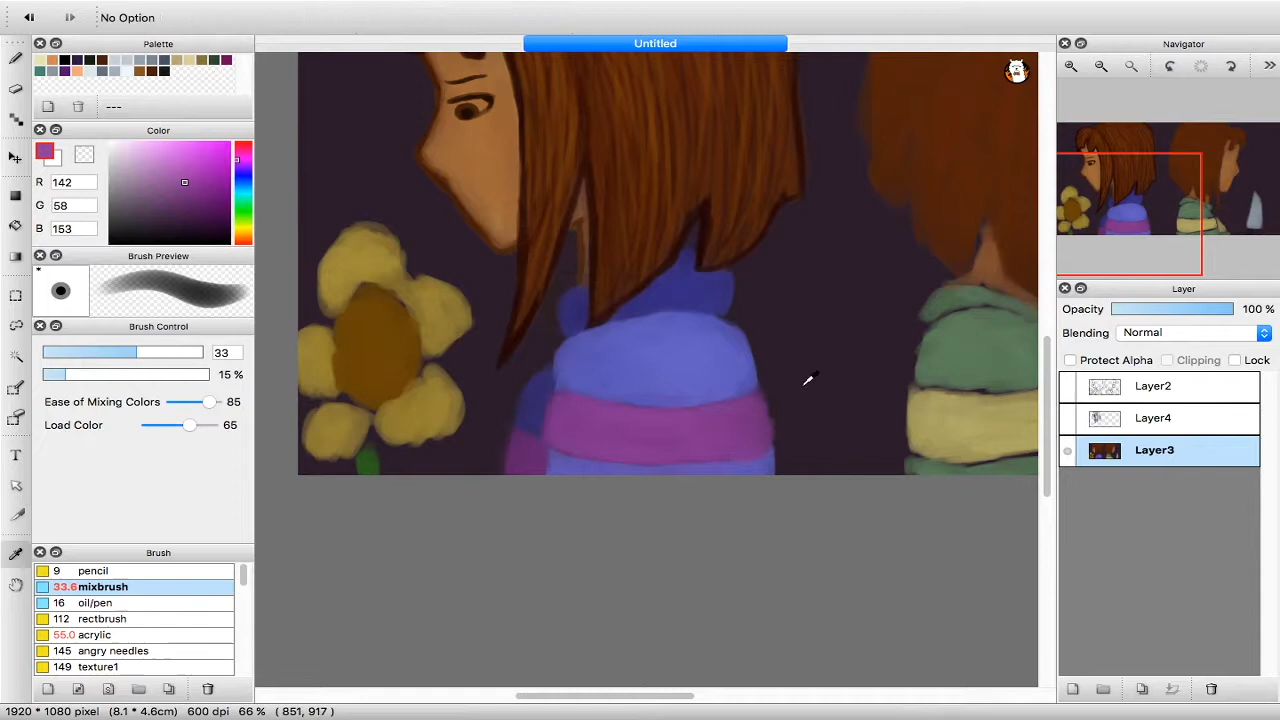 No Option
Untitled
Palette
---
Color
R 142
G 58
B 153
Brush Preview
*
Brush Control
33
15 %
Ease of Mixing Colors 85
Load Color 65
Brush
9 pencil
33.6 mixbrush
16 oil/pen
112 rectbrush
55.0 acrylic
145 angry needles
149 texture1
Navigator
Layer
Opacity 100 %
Blending Normal
Protect Alpha Clipping Lock
Layer2
Layer4
Layer3
1920 * 1080 pixel (8.1 * 4.6cm) 600 dpi 66 % ( 851, 917 )